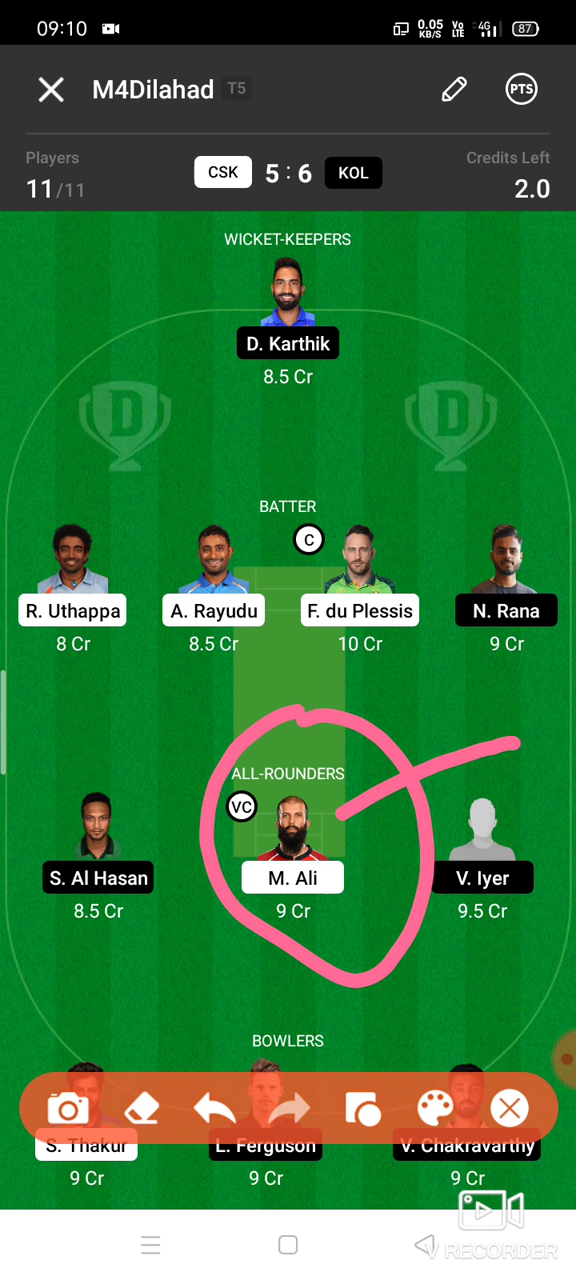 09:10 0.05 KB/S Vo LTE 4G 87
M4Dilahad T5 PTS
Players Credits Left
11/11 CSK 5 : 6 KOL 2.0
WICKET-KEEPERS
D. Karthik
8.5 Cr
D D
BATTER
C
R. Uthappa A. Rayudu F. du Plessis N. Rana
8 Cr 8.5 Cr 10 Cr 9 Cr
ALL-ROUNDERS
VC
S. Al Hasan M. Ali V. Iyer
8.5 Cr 9 Cr 9.5 Cr
BOWLERS
S. Thakur L. Ferguson V. Chakravarthy
9 Cr 9 Cr 9 Cr
V RECORDER